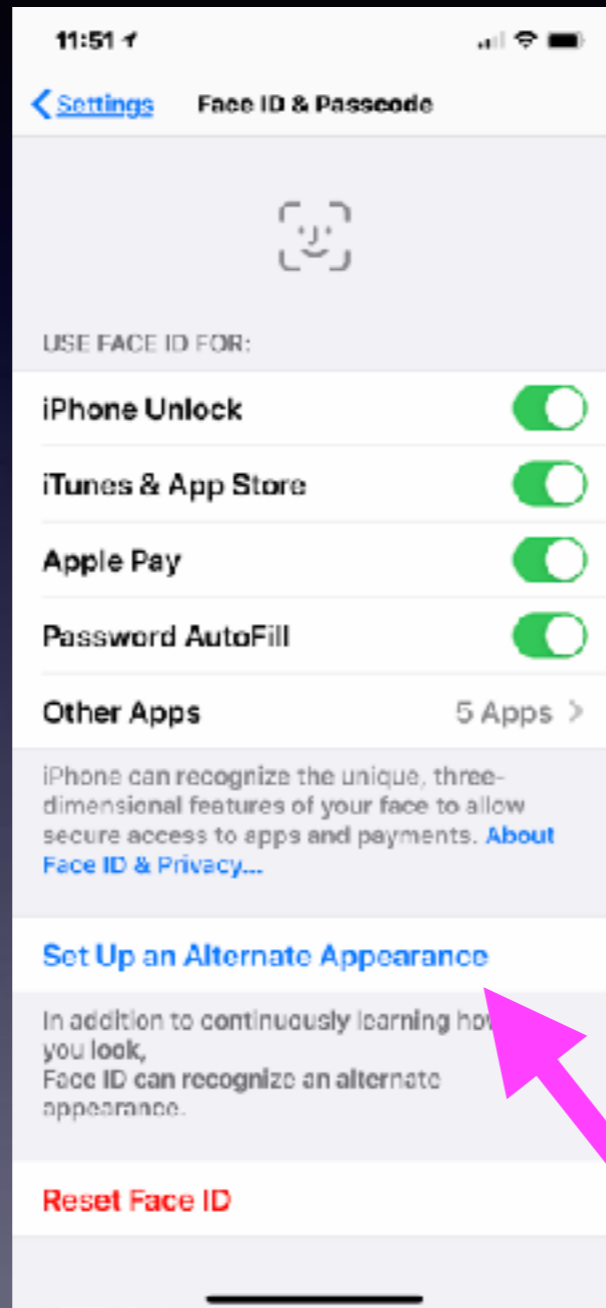 11:51
Settings Face ID & Passcode
USE FACE ID FOR:
iPhone Unlock
iTunes & App Store
Apple Pay
Password AutoFill
Other Apps 5 Apps
iPhone can recognize the unique, three-
dimensional features of your face to allow
secure access to apps and payments. About
Face ID & Privacy...
Set Up an Alternate Appearance
In addition to continuously learning
you look,
Face ID can recognize an alternate
appearance.
Reset Face ID